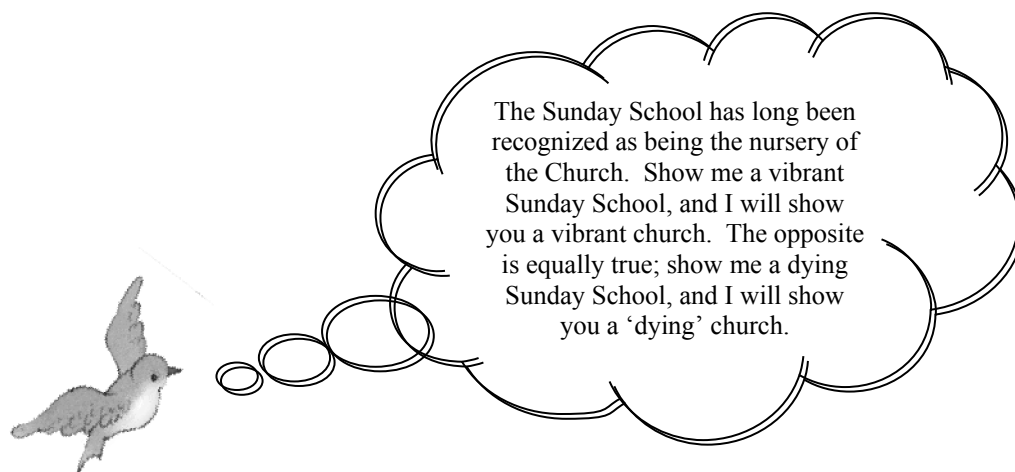 The Sunday School has long been
recognized as being the nursery of
the Church.  Show me a vibrant
Sunday School, and I will show
you a vibrant church.  The opposite
is equally true; show me a dying
Sunday School, and I will show
you a ‘dying’ church.